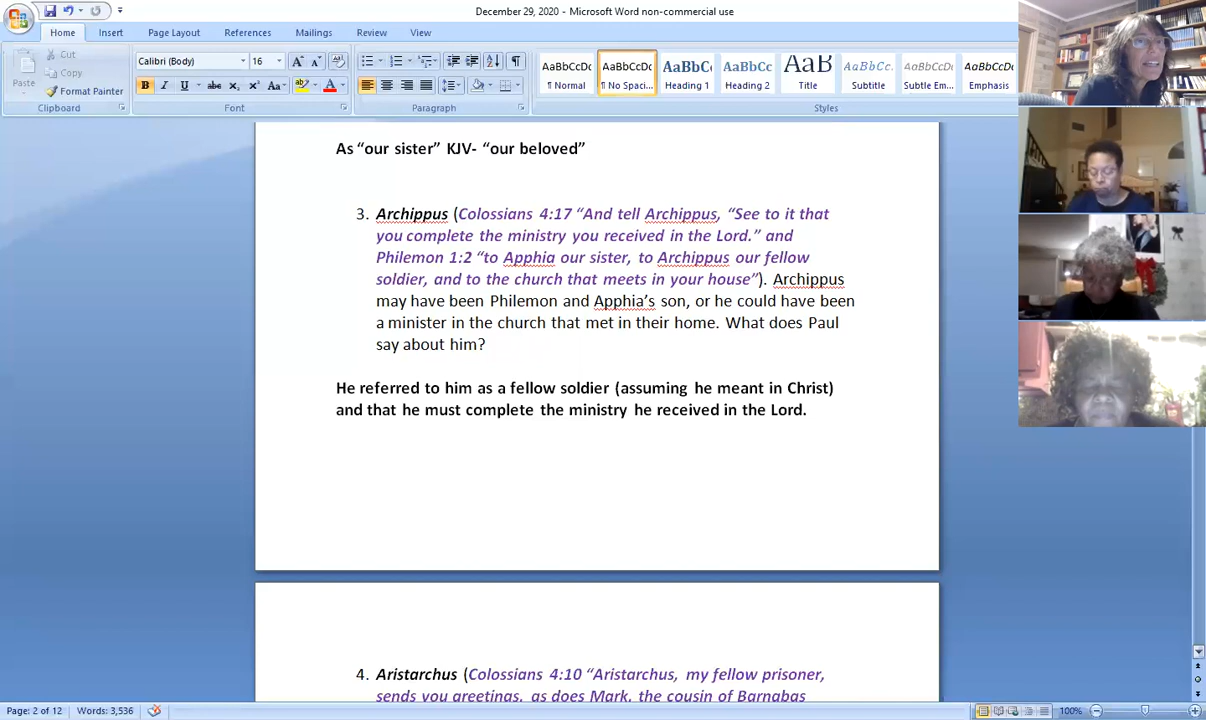 December 29, 2020 - Microsoft Word non-commercial use
Home Insert Page Layout References Mailings Review View
Cut
Copy
Paste
Format Painter
Clipboard
Calibri (Body) 16
Font
Paragraph
AaBbCcDc AaBbCcDc AaBbC AaBbCc AaB AaBbCcDc AaBbCcDc AaBbCcDc
¶ Normal ¶ No Spaci... Heading 1 Heading 2 Title Subtitle Subtle Em... Emphasis
Styles
As “our sister” KJV- “our beloved”
3. Archippus (Colossians 4:17 “And tell Archippus, “See to it that
you complete the ministry you received in the Lord.” and
Philemon 1:2 “to Apphia our sister, to Archippus our fellow
soldier, and to the church that meets in your house”). Archippus
may have been Philemon and Apphia’s son, or he could have been
a minister in the church that met in their home. What does Paul
say about him?
He referred to him as a fellow soldier (assuming he meant in Christ)
and that he must complete the ministry he received in the Lord.
4. Aristarchus (Colossians 4:10 “Aristarchus, my fellow prisoner,
sends you greetings, as does Mark, the cousin of Barnabas
Page: 2 of 12 Words: 3,536 100%